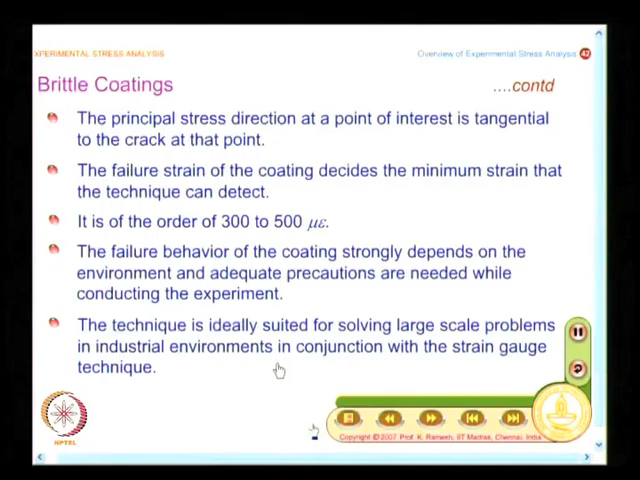 XPERIMENTAL STRESS ANALYSIS
Overview of Experimental Stress Analysis 42
Brittle Coatings
....contd
The principal stress direction at a point of interest is tangential
to the crack at that point.
The failure strain of the coating decides the minimum strain that
the technique can detect.
It is of the order of 300 to 500 με.
The failure behavior of the coating strongly depends on the
environment and adequate precautions are needed while
conducting the experiment.
The technique is ideally suited for solving large scale problems
in industrial environments in conjunction with the strain gauge
technique.
NPTEL
Copyright © 2007 Prof. K. Ramesh, IIT Madras, Chennai, India